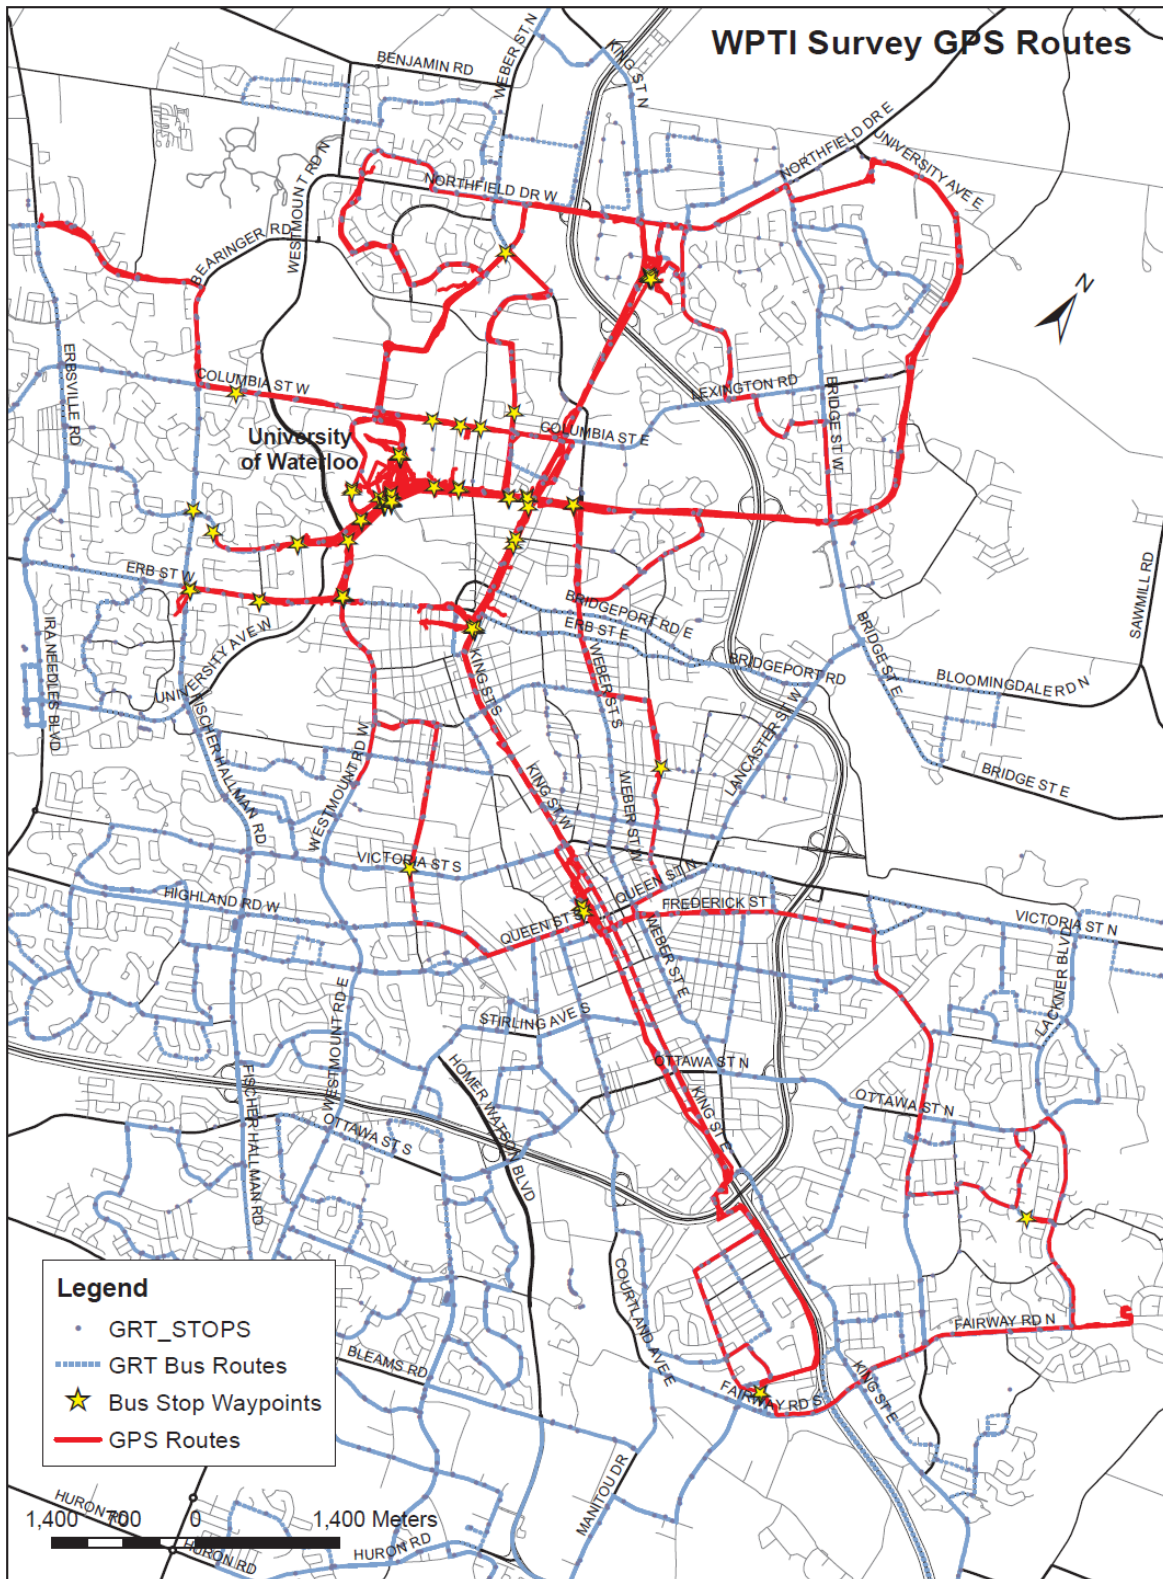 WPTI Survey GPS Routes
KING ST N
WEBER ST N
BENJAMIN RD
NORTHFIELD DR E
UNIVERSITY AVE E
WESTMOUNT RD N
NORTHFIELD DR W
BEARINGER RD
N
ERBSVILLE RD
COLUMBIA ST W
LEXINGTON RD
BRIDGE ST W
COLUMBIA ST E
University
of Waterloo
ERB ST W
BRIDGEPORT RD E
ERB ST E
SAWMILL RD
IRA NEEDLES BLVD
UNIVERSITY AVE W
KING ST S
WEBER ST S
BRIDGEPORT RD
BRIDGE ST E
BLOOMINGDALE RD N
FISCHER HALLMAN RD
WESTMOUNT RD W
LANCASTER ST W
KING ST W
WEBER ST W
BRIDGE ST E
VICTORIA ST S
HIGHLAND RD W
QUEEN ST N
FREDERICK ST
QUEEN ST S
VICTORIA ST N
WEBER ST E
LACKNER BLVD
WESTMOUNT RD E
STIRLING AVE S
OTTAWA ST N
HOMER WATSON BLVD
FISCHER HALLMAN RD
OTTAWA ST S
KING ST E
OTTAWA ST N
COURTLAND AVE E
FAIRWAY RD N
BLEAMS RD
FAIRWAY RD S
KING ST E
MANITOU DR
Legend
GRT_STOPS
GRT Bus Routes
Bus Stop Waypoints
GPS Routes
HURON RD
1,400 700 0 1,400 Meters
HURON RD
HURON RD